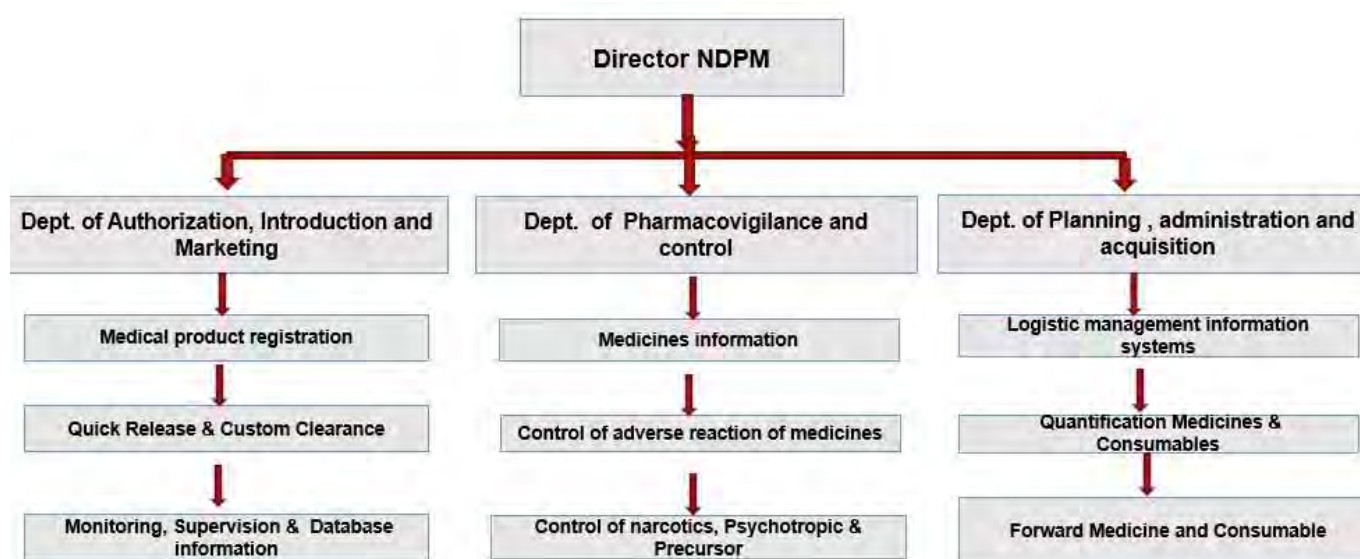 Director NDPM
Dept. of Authorization, Introduction and
Marketing
Medical product registration
Quick Release & Custom Clearance
Monitoring, Supervision & Database
information
Dept. of Pharmacovigilance and
control
Medicines information
Control of adverse reaction of medicines
Control of narcotics, Psychotropic &
Precursor
Dept. of Planning , administration and
acquisition
Logistic management information
systems
Quantification Medicines &
Consumables
Forward Medicine and Consumable